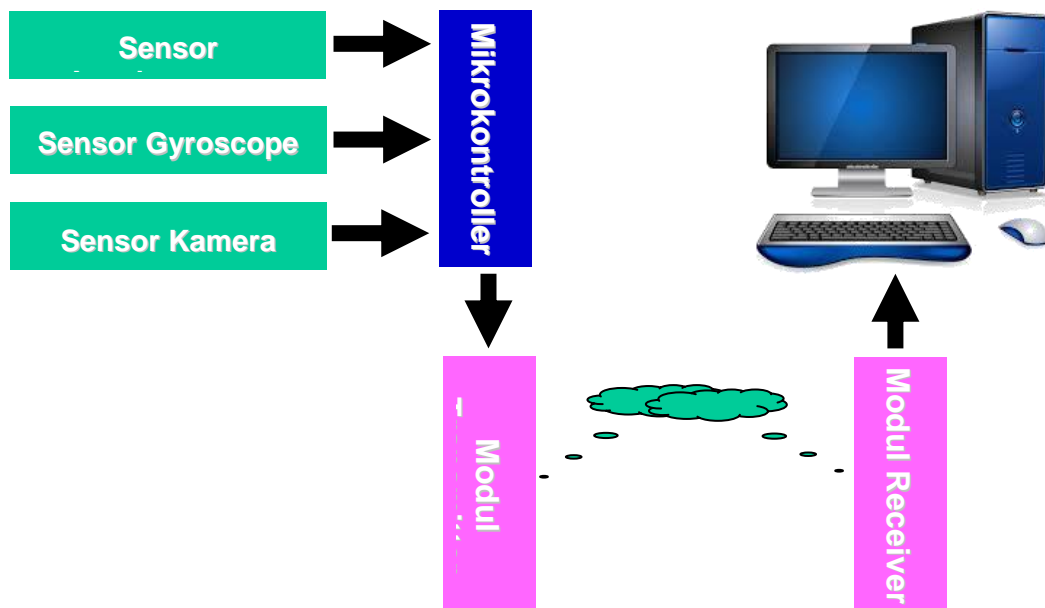 Sensor
Sensor Gyroscope
Sensor Kamera
Mikrokontroller
Modul
Modul Receiver